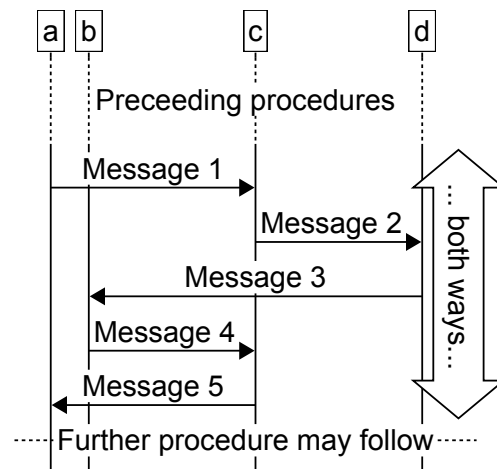 a b c d
Preceeding procedures
Message 1
Message 2
Message 3
Message 4
Message 5
... both ways...
Further procedure may follow